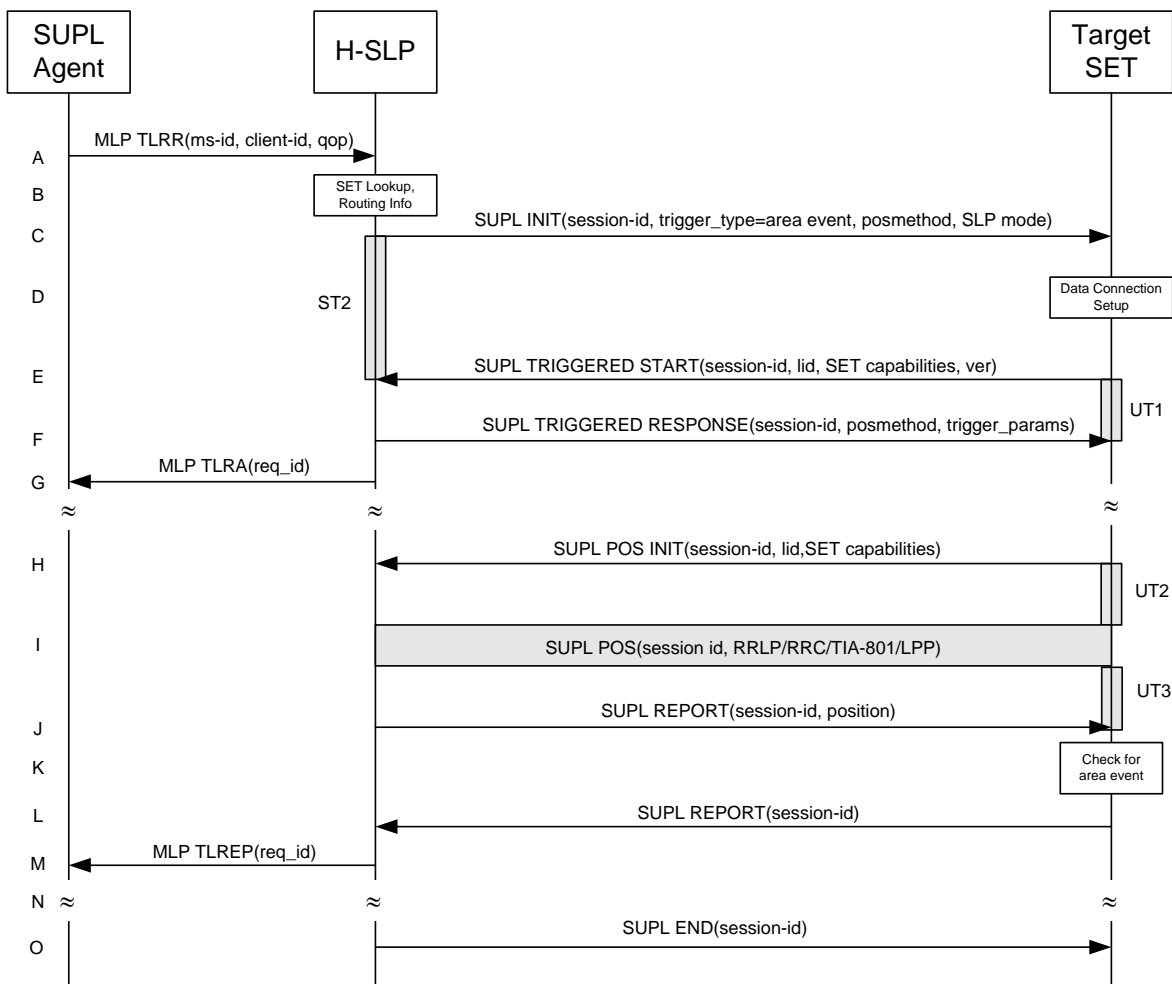 SUPL
Agent
H-SLP
Target
SET
A
MLP TLRR(ms-id, client-id, qop)
B
SET Lookup,
Routing Info
C
SUPL INIT(session-id, trigger_type=area event, posmethod, SLP mode)
D
ST2
Data Connection
Setup
E
SUPL TRIGGERED START(session-id, lid, SET capabilities, ver)
UT1
F
SUPL TRIGGERED RESPONSE(session-id, posmethod, trigger_params)
G
MLP TLRA(req_id)
≈ ≈ ≈
H
SUPL POS INIT(session-id, lid,SET capabilities)
UT2
I
SUPL POS(session id, RRLP/RRC/TIA-801/LPP)
UT3
J
SUPL REPORT(session-id, position)
K
Check for
area event
L
SUPL REPORT(session-id)
M
MLP TLREP(req_id)
N ≈ ≈ ≈
O
SUPL END(session-id)